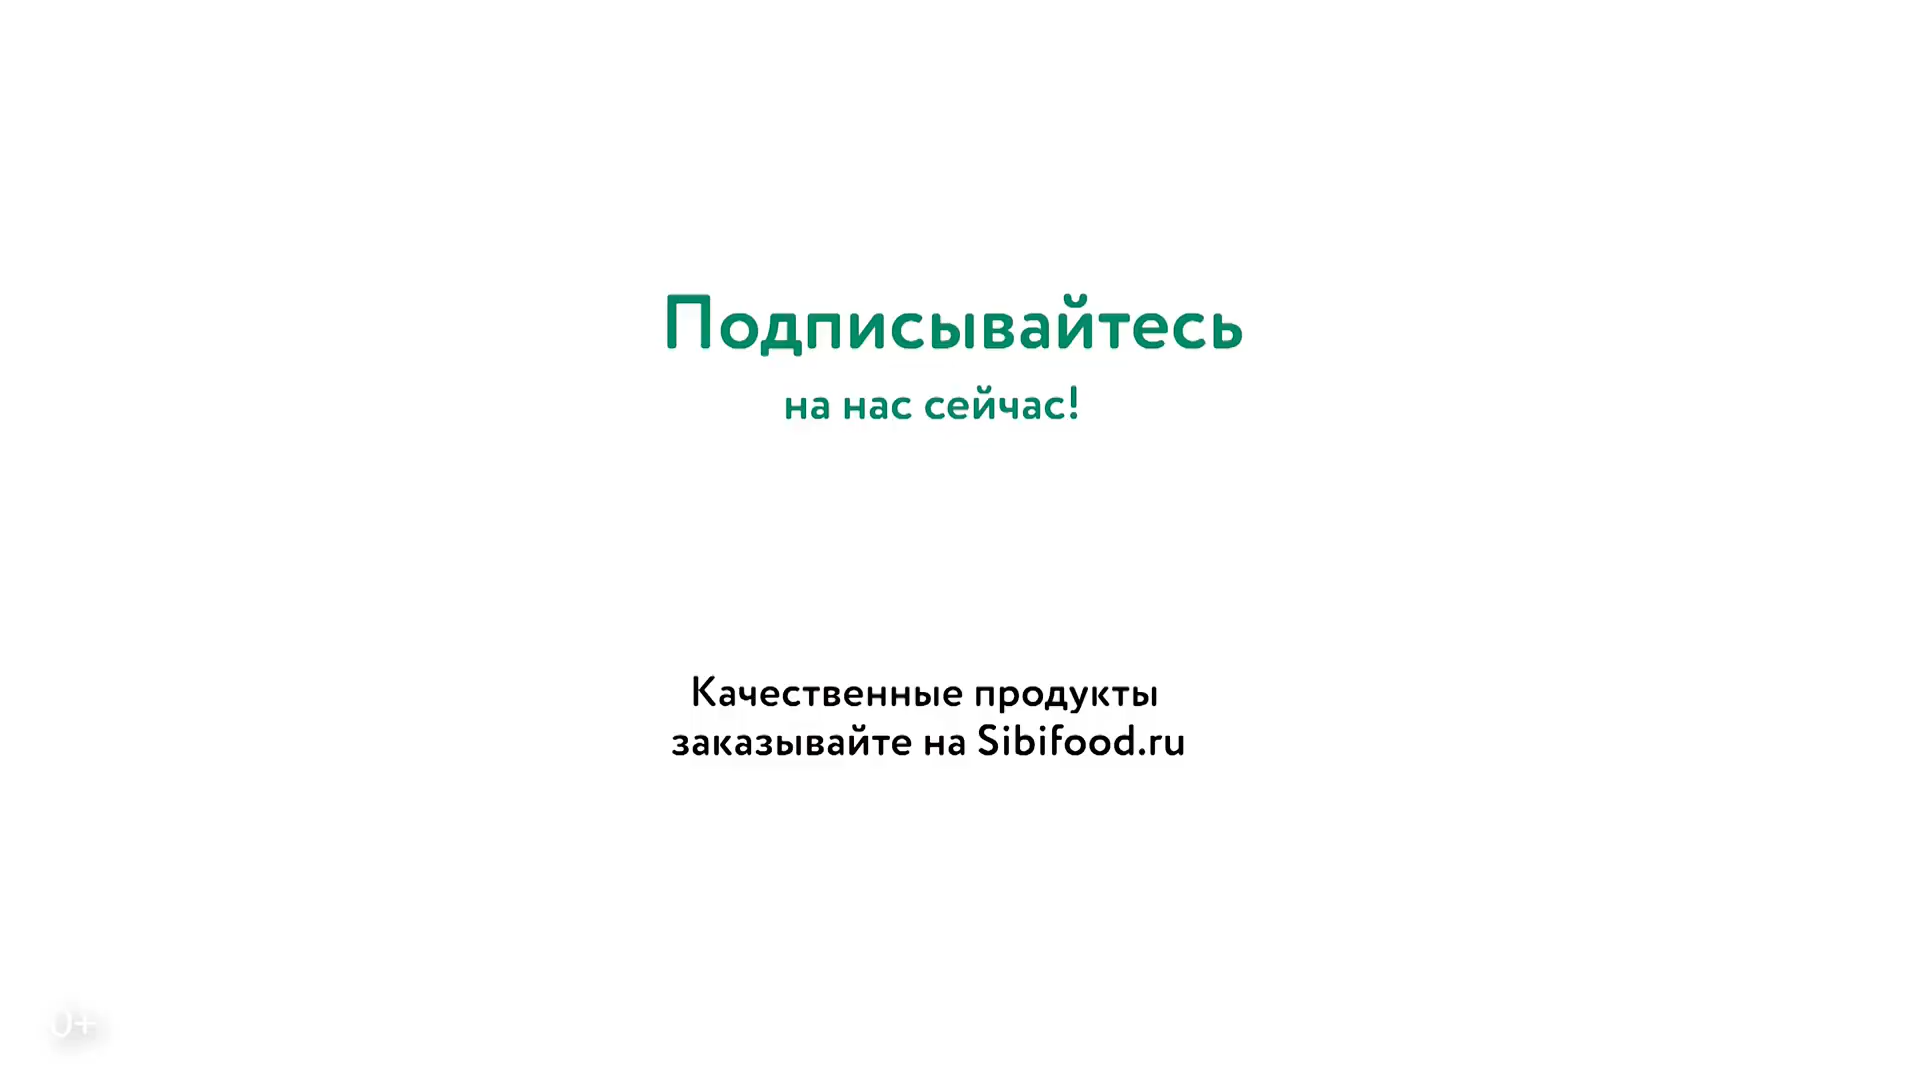 Подписывайтесь
на нас сейчас!
Качественные продукты
заказывайте на Sibifood.ru
0+